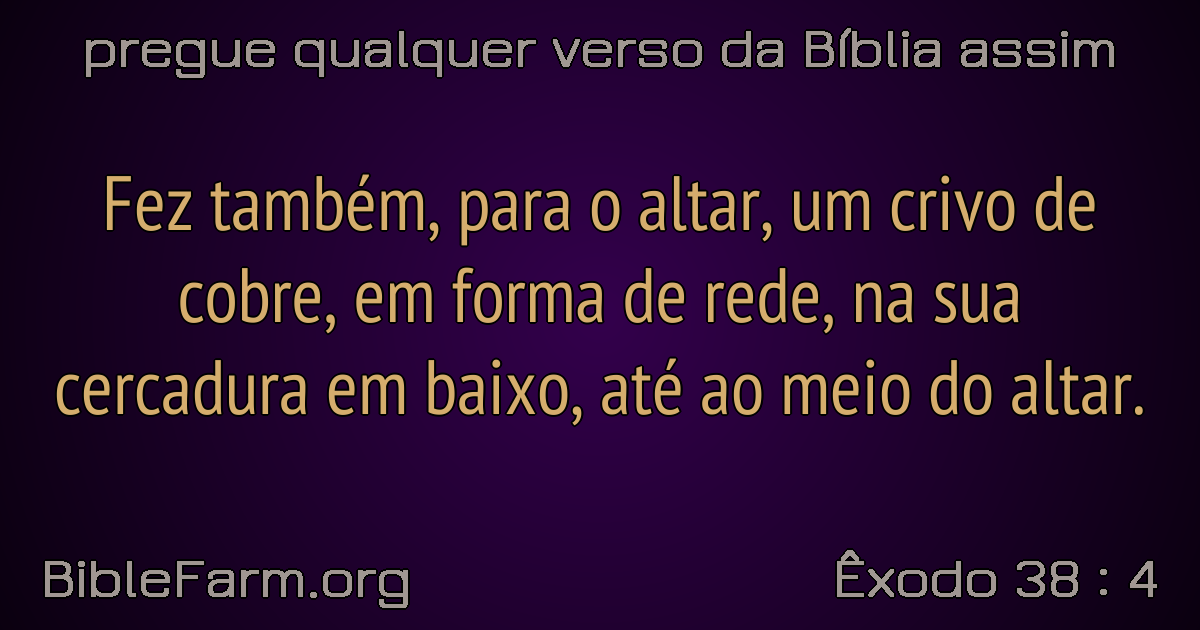 pregue qualquer verso da Bíblia assim
Fez também, para o altar, um crivo de
cobre, em forma de rede, na sua
cercadura em baixo, até ao meio do altar.
BibleFarm.org
Êxodo 38 : 4